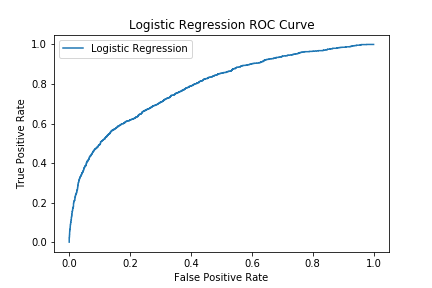 Logistic Regression ROC Curve
Logistic Regression
True Positive Rate
1.0
0.8
0.6
0.4
0.2
0.0
0.0 0.2 0.4 0.6 0.8 1.0
False Positive Rate